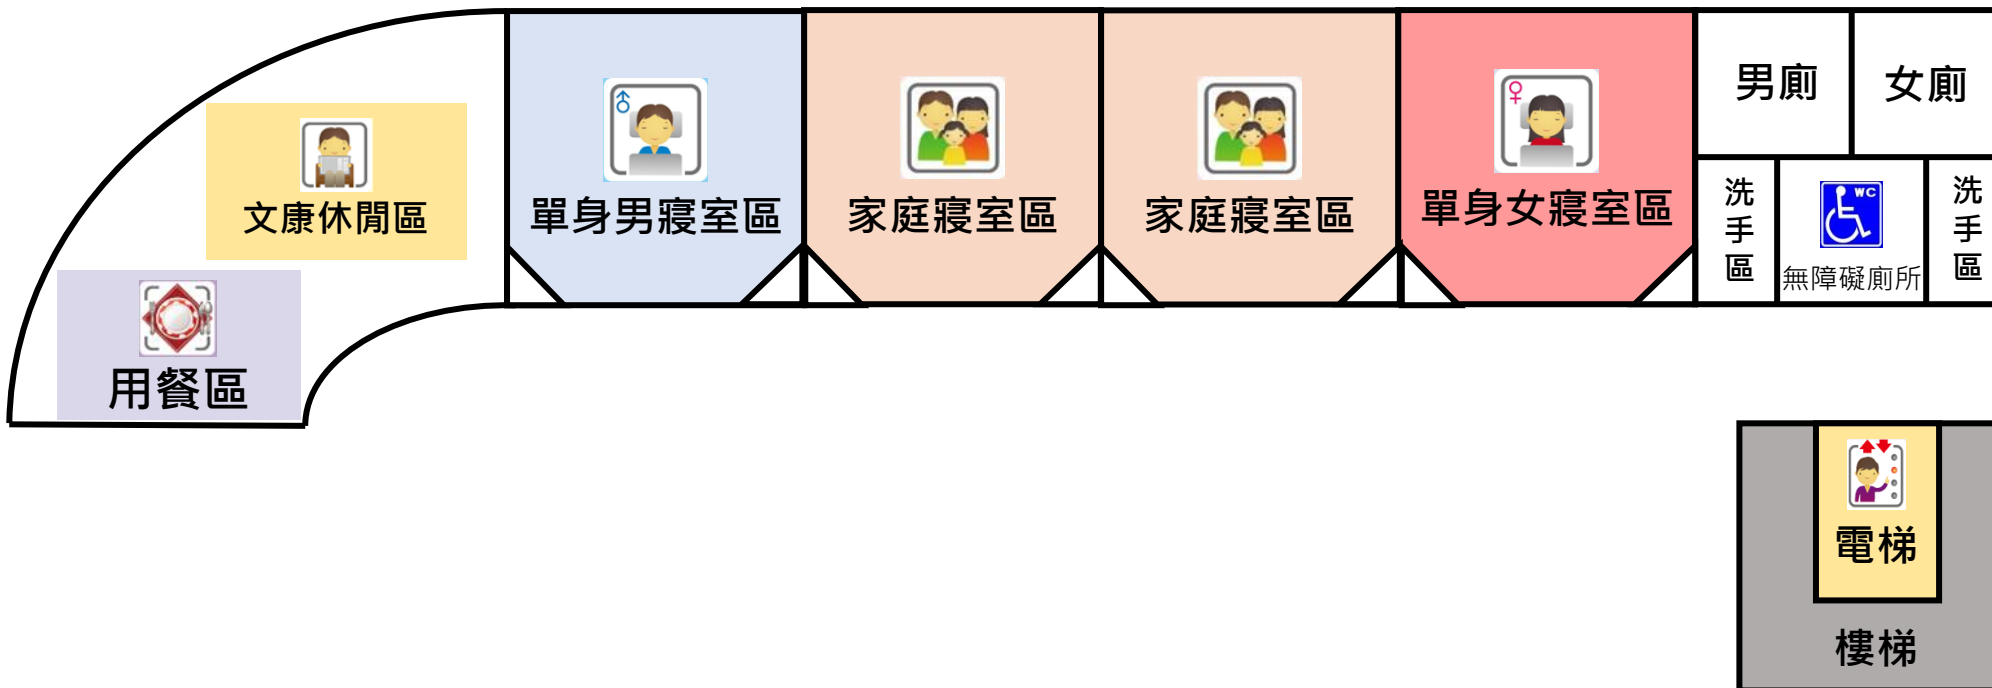 文康休閒區
用餐區
單身男寢室區
家庭寢室區
家庭寢室區
單身女寢室區
男廁
女廁
洗手區
WC
無障礙廁所
洗手區
電梯
樓梯